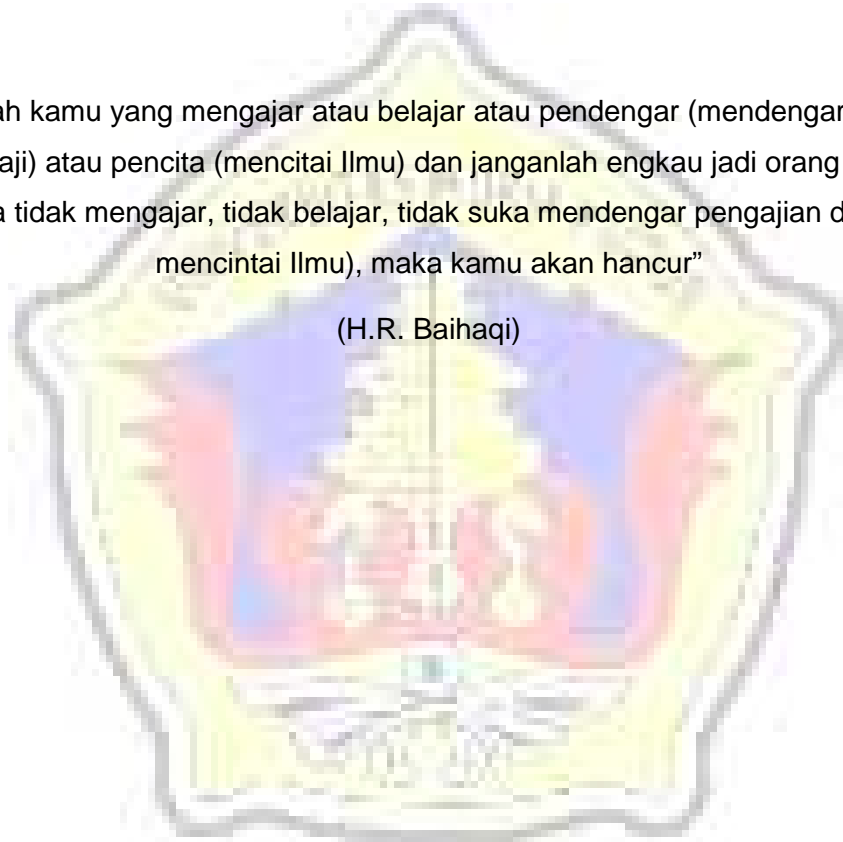 ah kamu yang mengajar atau belajar atau pendengar (mendengar
aji) atau pencita (mencitai Ilmu) dan janganlah engkau jadi orang
a tidak mengajar, tidak belajar, tidak suka mendengar pengajian d
mencintai Ilmu), maka kamu akan hancur”
(H.R. Baihaqi)